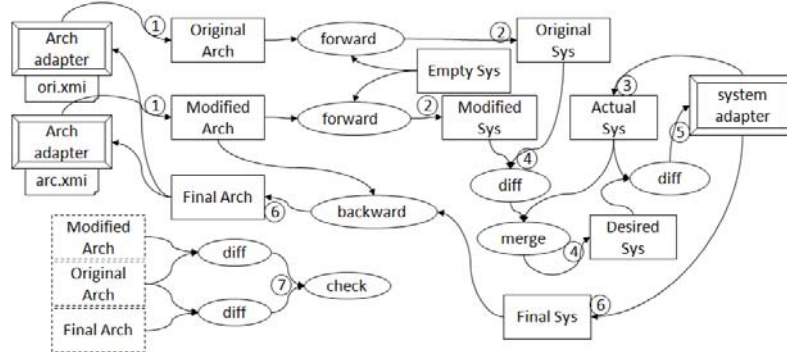 Arch
adapter
ori.xmi
①
Original
Arch
forward
②
Original
Sys
Empty Sys
Arch
adapter
arc.xmi
①
Modified
Arch
forward
②
Modified
Sys
Actual
Sys
③
system
adapter
④
diff
diff
⑤
Final Arch
⑥
backward
merge
④
Desired
Sys
Modified
Arch
Original
Arch
Final Arch
diff
diff
⑦
check
Final Sys
⑥